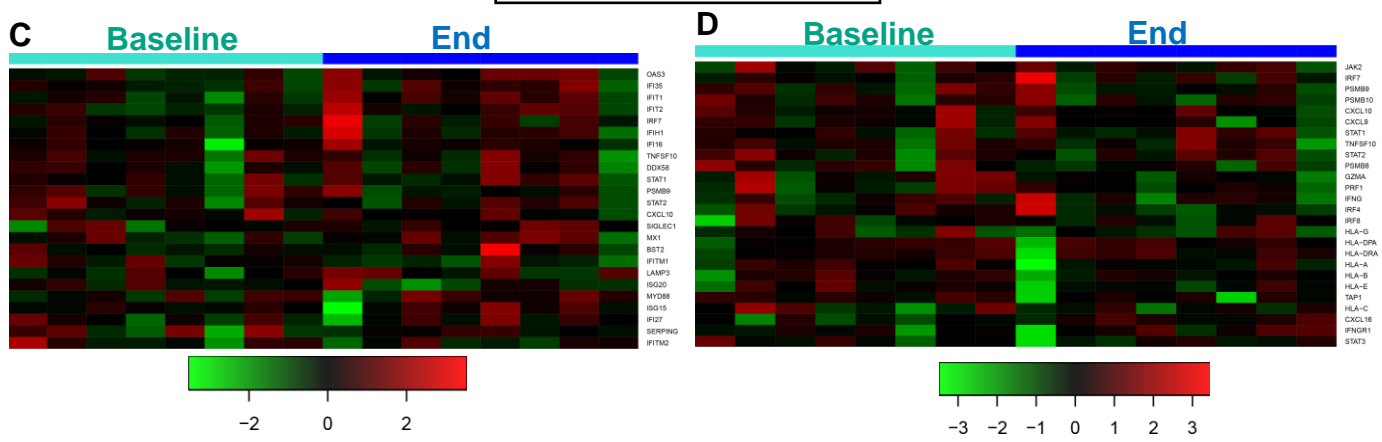 C
Baseline
End
OAS3
IFI35
IFIT1
IFIT2
IRF7
IFIH1
IFI16
TNFSF10
DDX58
STAT1
PSMB9
STAT2
CXCL10
SIGLEC1
MX1
BST2
IFITM1
LAMP3
ISG20
MYD88
ISG15
IFI27
SERPING
IFITM2
−2 0 2
D
Baseline
End
JAK2
IRF7
PSMB9
PSMB10
CXCL10
CXCL9
STAT1
TNFSF10
STAT2
PSMB8
GZMA
PRF1
IFNG
IRF4
IRF8
HLA-G
HLA-DPA
HLA-DRA
HLA-A
HLA-B
HLA-E
TAP1
HLA-C
CXCL16
IFNGR1
STAT3
−3 −2 −1 0 1 2 3